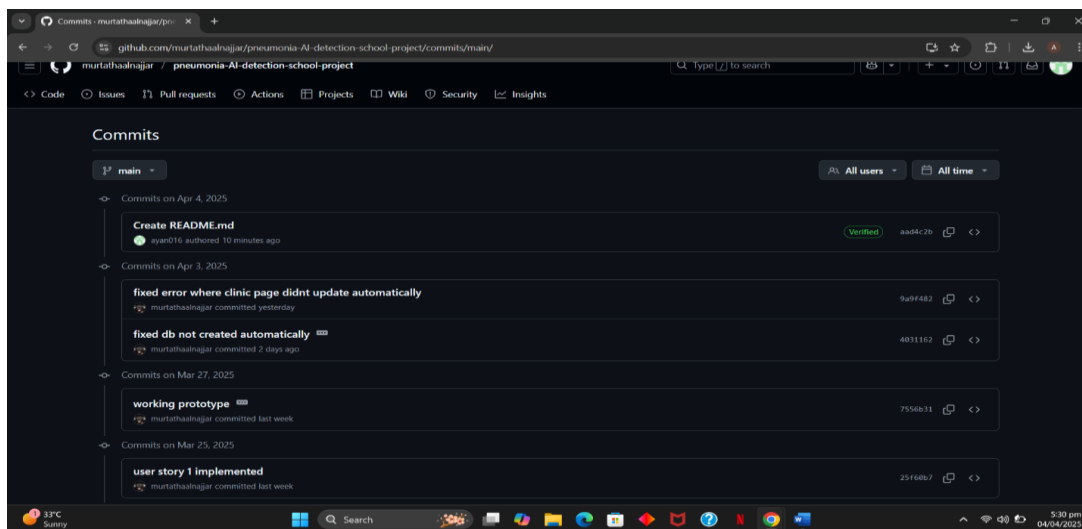 Commits · murtathaalnajjar/pne
github.com/murtathaalnajjar/pneumonia-AI-detection-school-project/commits/main/
A
murtathaalnajjar / pneumonia-AI-detection-school-project
Type / to search
Code Issues Pull requests Actions Projects Wiki Security Insights
Commits
main
All users
All time
Commits on Apr 4, 2025
Create README.md
ayan016 authored 10 minutes ago
Verified
aad4c2b
Commits on Apr 3, 2025
fixed error where clinic page didnt update automatically
murtathaalnajjar committed yesterday
9a9f482
fixed db not created automatically
murtathaalnajjar committed 2 days ago
4031162
Commits on Mar 27, 2025
working prototype
murtathaalnajjar committed last week
7556b31
Commits on Mar 25, 2025
user story 1 implemented
murtathaalnajjar committed last week
25f60b7
1
33°C
Sunny
Search
5:30 pm
04/04/2025